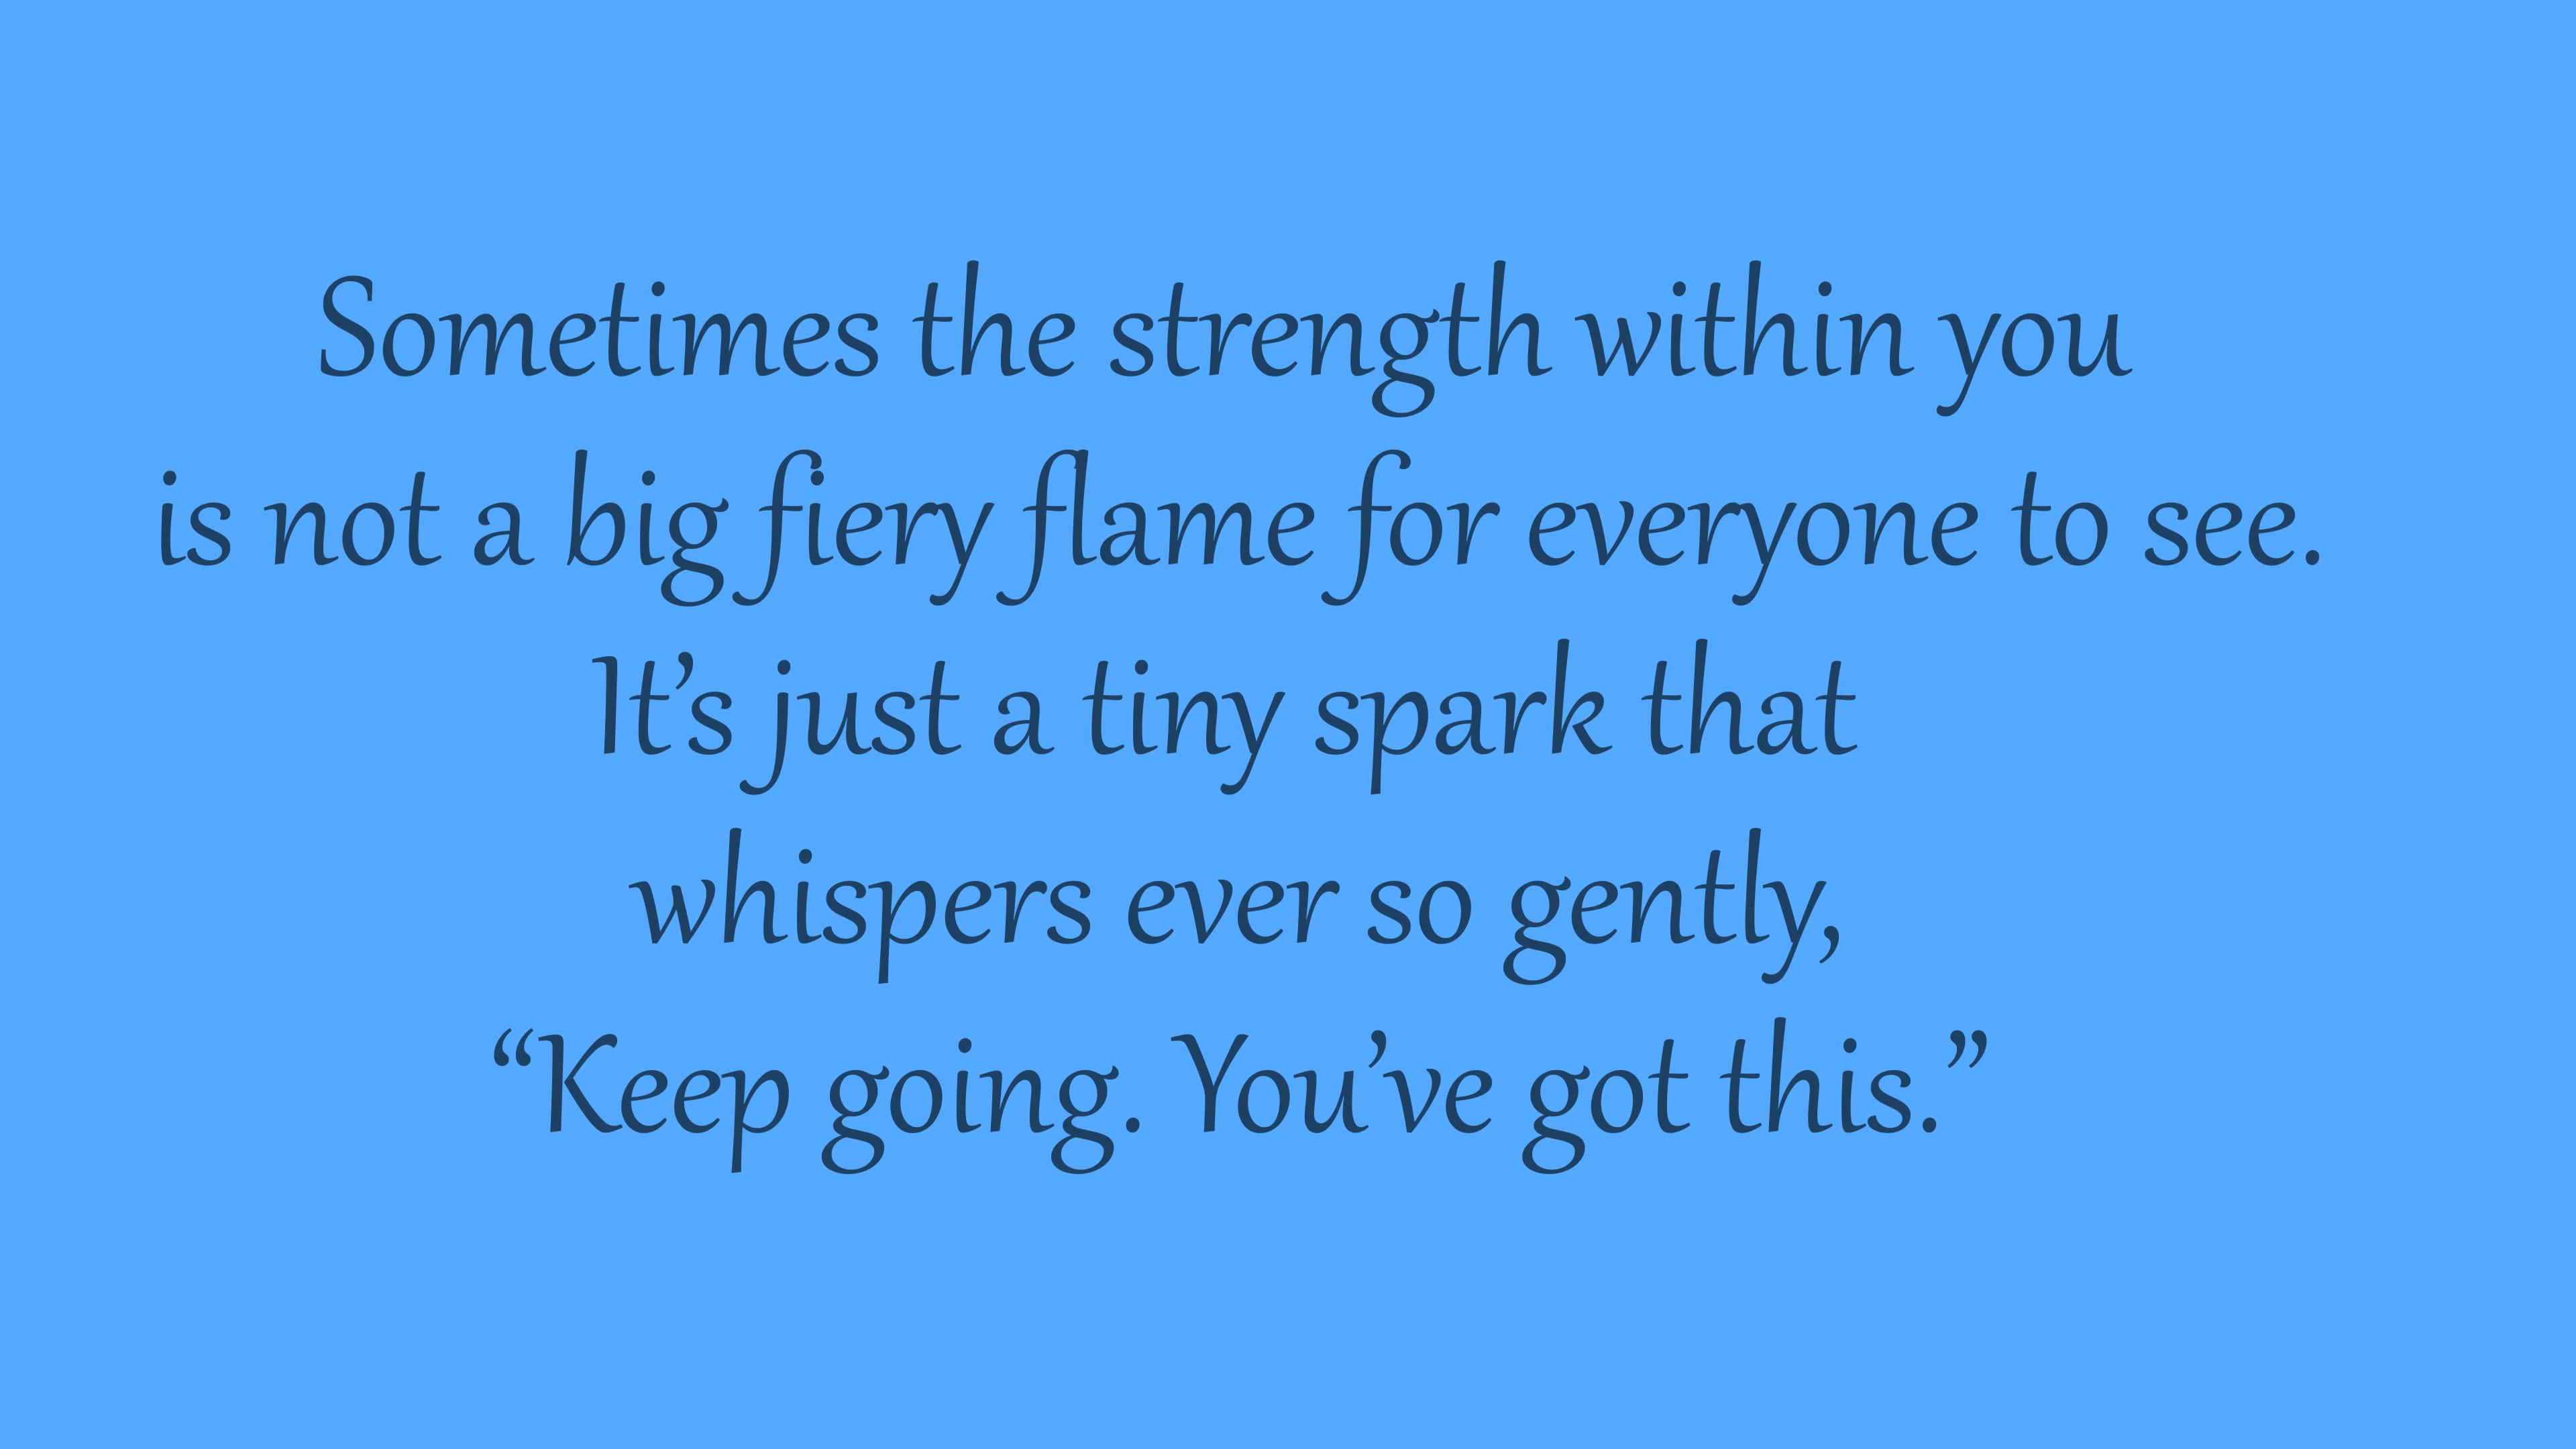 Sometimes the strength within you
is not a big fiery flame for everyone to see.
It’s just a tiny spark that
whispers ever so gently,
“Keep going. You’ve got this.”